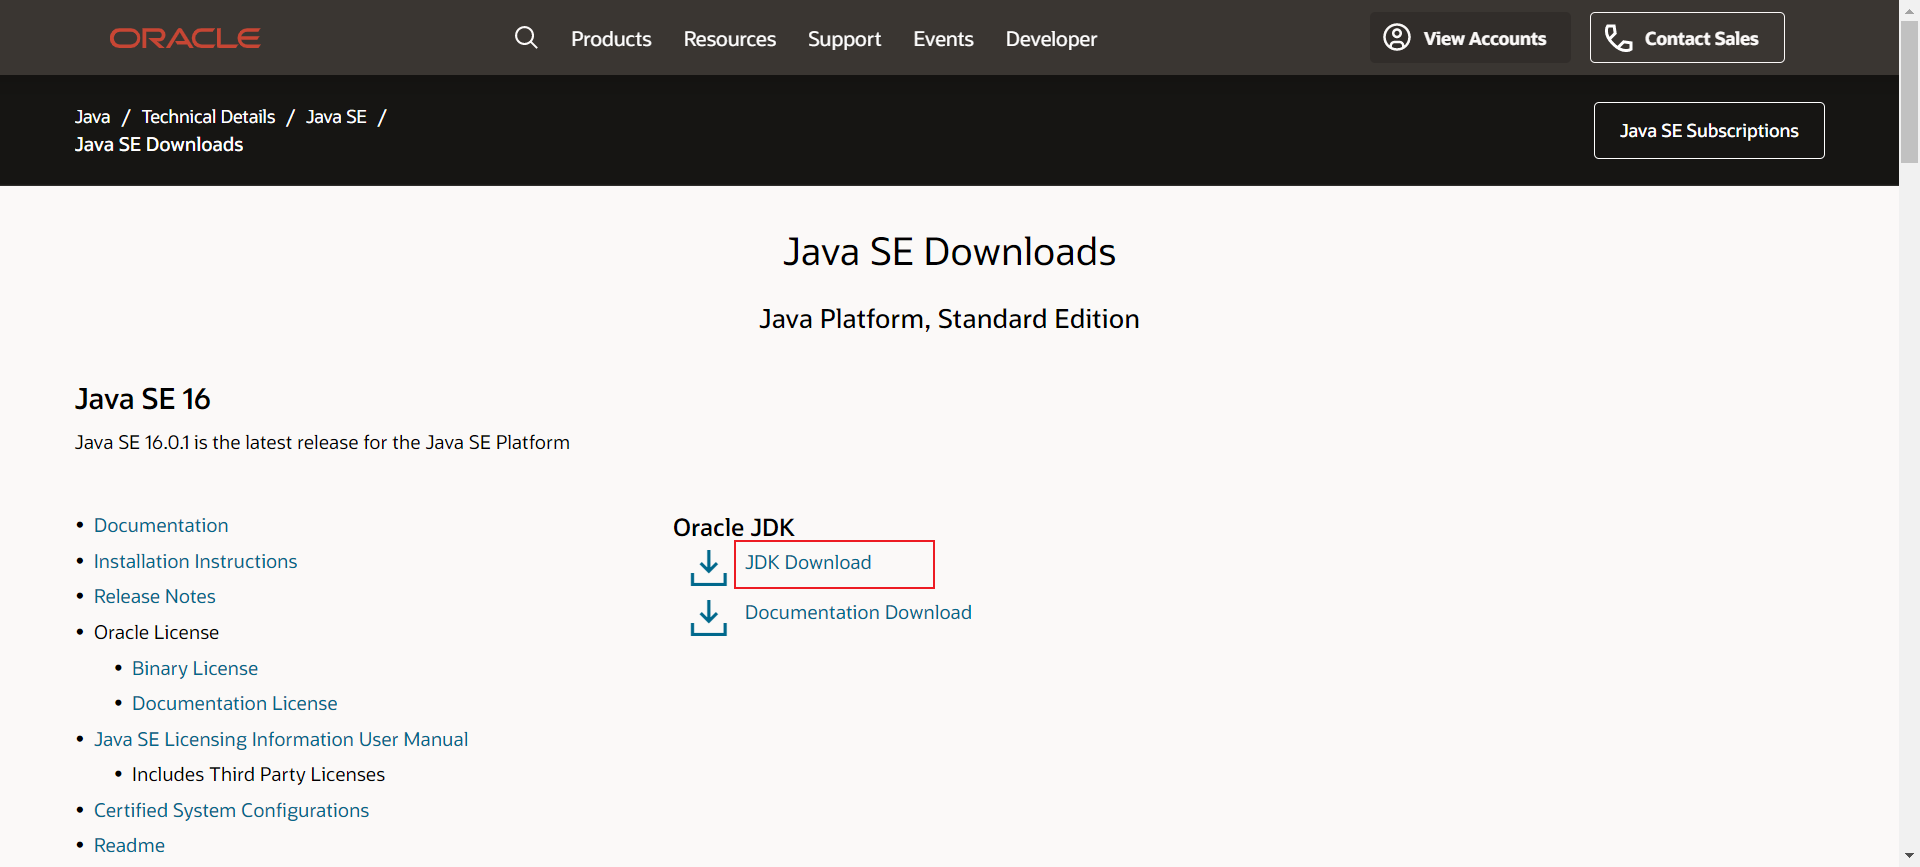 ORACLE
Products Resources Support Events Developer
View Accounts
Contact Sales
Java / Technical Details / Java SE /
Java SE Downloads
Java SE Subscriptions
Java SE Downloads
Java Platform, Standard Edition
Java SE 16
Java SE 16.0.1 is the latest release for the Java SE Platform
• Documentation
• Installation Instructions
• Release Notes
• Oracle License
• Binary License
• Documentation License
• Java SE Licensing Information User Manual
• Includes Third Party Licenses
• Certified System Configurations
• Readme
Oracle JDK
JDK Download
Documentation Download